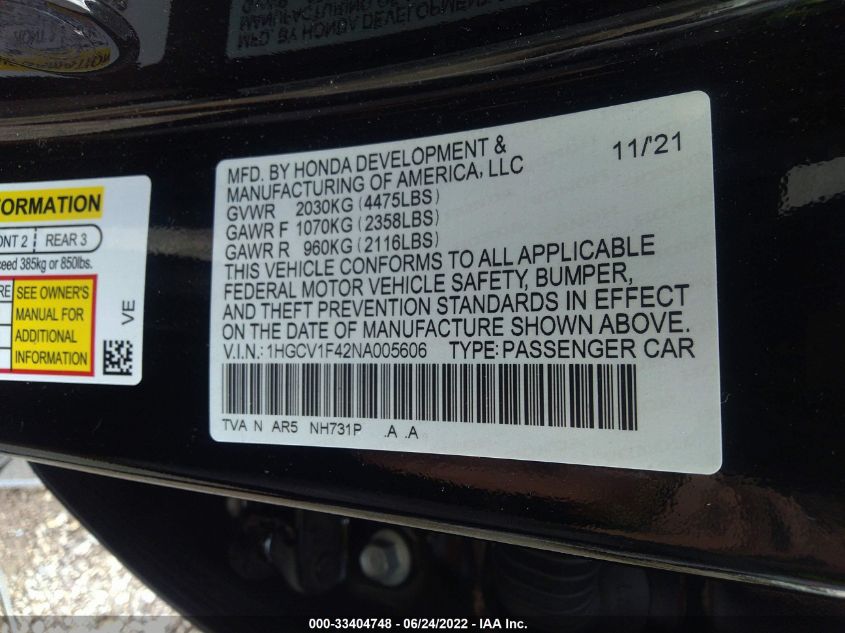 MFD. BY HONDA DEVELOPMENT &
MANUFACTURING OF AMERICA, LLC
11/'21
GVWR 2030KG (4475LBS)
GAWR F 1070KG (2358LBS)
GAWR R 960KG (2116LBS)
THIS VEHICLE CONFORMS TO ALL APPLICABLE
FEDERAL MOTOR VEHICLE SAFETY, BUMPER,
AND THEFT PREVENTION STANDARDS IN EFFECT
ON THE DATE OF MANUFACTURE SHOWN ABOVE.
V.I.N.: 1HGCV1F42NA005606 TYPE: PASSENGER CAR
TVA N AR5 NH731P .A .A
ORMATION
ONT 2 REAR 3
ceed 385kg or 850lbs.
RE SEE OWNER'S
MANUAL FOR
ADDITIONAL
INFORMATION
VE
000-33404748 - 06/24/2022 - IAA Inc.